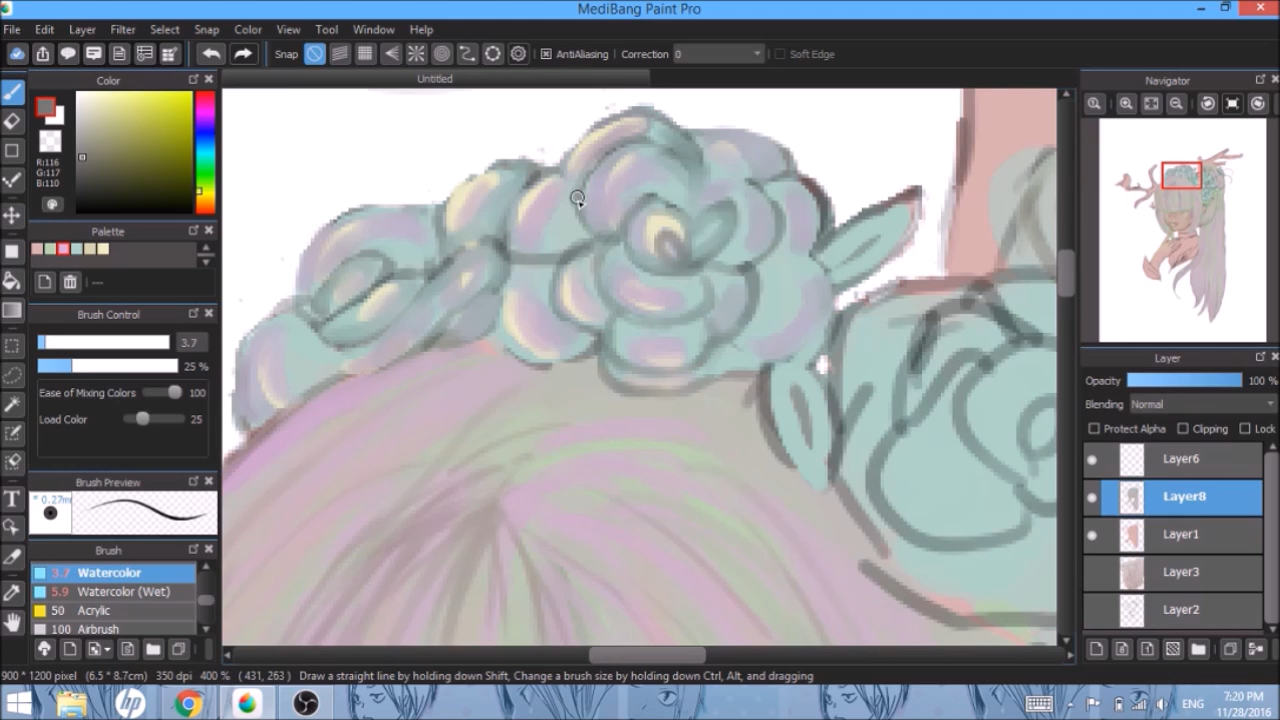 MediBang Paint Pro
File Edit Layer Filter Select Snap Color View Tool Window Help
Snap AntiAliasing Correction 0 Soft Edge
Color Untitled Navigator
R:116
G:117
B:110
Palette
---
Brush Control
3.7
25 %
Ease of Mixing Colors 100
Load Color 25
Brush Preview
* 0.27m
Brush
3.7 Watercolor
5.9 Watercolor (Wet)
50 Acrylic
100 Airbrush
Layer
Opacity 100 %
Blending Normal
Protect Alpha Clipping Lock
Layer6
Layer8
Layer1
Layer3
Layer2
900 * 1200 pixel (6.5 * 8.7cm) 350 dpi 400 % ( 431, 263 ) Draw a straight line by holding down Shift, Change a brush size by holding down Ctrl, Alt, and dragging
hp ENG 7:20 PM
11/28/2016